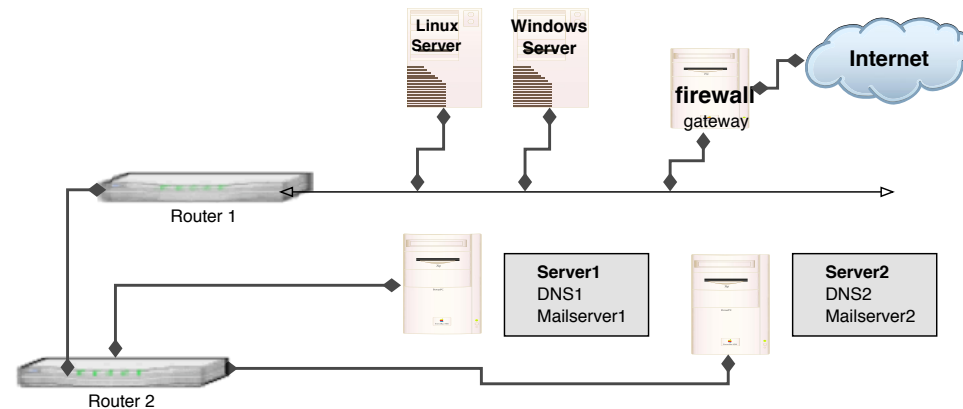 Linux
Server
Windows
Server
Internet
firewall
gateway
Router 1
Server1
DNS1
Mailserver1
Server2
DNS2
Mailserver2
Router 2